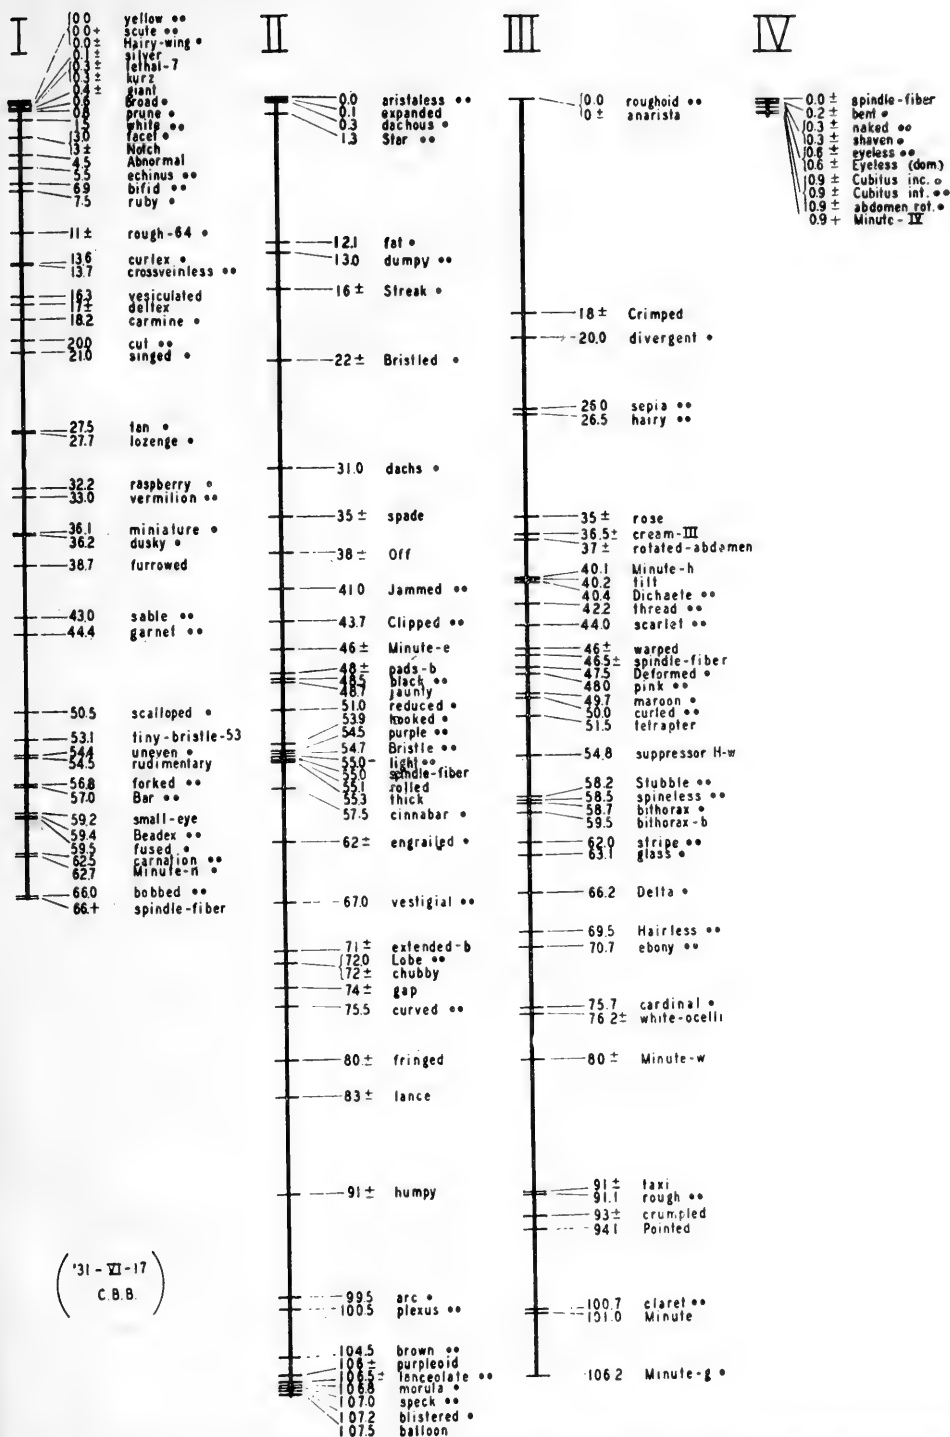 I
{0.0 yellow ••
{0.0+ scute ••
{0.0± Hairy-wing •
0.1± silver
{0.3± lethal-7
{0.3± kurz
0.4± giant
0.6 Broad •
0.8 prune •
1.5 white ••
{3.0 facet •
{3± Notch
4.5 Abnormal
5.5 echinus ••
6.9 bifid ••
7.5 ruby •
11± rough-64 •
13.6 curlex •
13.7 crossveinless ••
16.3 vesiculated
17± deltex
18.2 carmine •
20.0 cut ••
21.0 singed •
27.5 tan •
27.7 lozenge •
32.2 raspberry •
33.0 vermilion ••
36.1 miniature •
36.2 dusky •
38.7 furrowed
43.0 sable ••
44.4 garnet ••
50.5 scalloped •
53.1 tiny-bristle-53
54.4 uneven •
54.5 rudimentary
56.8 forked ••
57.0 Bar ••
59.2 small-eye
59.4 Beadex ••
59.5 fused •
62.5 carnation ••
62.7 Minute-n •
66.0 bobbed ••
66.+ spindle-fiber
('31-VI-17
C.B.B.)
II
0.0 aristaless ••
0.1 expanded
0.3 dachous •
1.3 Star ••
12.1 fat •
13.0 dumpy ••
16± Streak •
22± Bristled •
31.0 dachs •
35± spade
38± Off
41.0 Jammed ••
43.7 Clipped ••
46± Minute-e
48± pads-b
48.5 black ••
48.7 jaunty
51.0 reduced •
53.9 hooked •
54.5 purple ••
54.7 Bristle ••
55.0- light ••
55.0 spindle-fiber
55.1 rolled
55.3 thick
57.5 cinnabar •
62± engrailed •
67.0 vestigial ••
71± extended-b
{72.0 Lobe ••
{72± chubby
74± gap
75.5 curved ••
80± fringed
83± lance
91± humpy
99.5 arc •
100.5 plexus ••
104.5 brown ••
106± purpleoid
106.5± lanceolate ••
106.8 morula •
107.0 speck ••
107.2 blistered •
107.5 balloon
III
{0.0 roughoid ••
{0± anarista
18± Crimped
20.0 divergent •
26.0 sepia ••
26.5 hairy ••
35± rose
36.5± cream-III
37± rotated-abdomen
40.1 Minute-h
40.2 tilt
40.4 Dichaete ••
42.2 thread ••
44.0 scarlet ••
46± warped
46.5± spindle-fiber
47.5 Deformed •
48.0 pink ••
49.7 maroon •
50.0 curled ••
51.5 tetrapter
54.8 suppressor H-w
58.2 Stubble ••
58.5 spineless ••
58.7 bithorax •
59.5 bithorax-b
62.0 stripe ••
63.1 glass •
66.2 Delta •
69.5 Hairless ••
70.7 ebony ••
75.7 cardinal •
76.2± white-ocelli
80± Minute-w
91± taxi
91.1 rough ••
93± crumpled
94.1 Pointed
100.7 claret ••
101.0 Minute
106.2 Minute-g •
IV
0.0± spindle-fiber
0.2± bent •
{0.3± naked ••
{0.3± shaven •
{0.6± eyeless ••
{0.6± Eyeless (dom.)
{0.9± Cubitus inc. ○
{0.9± Cubitus int. ••
{0.9± abdomen rot. •
0.9+ Minute-IV